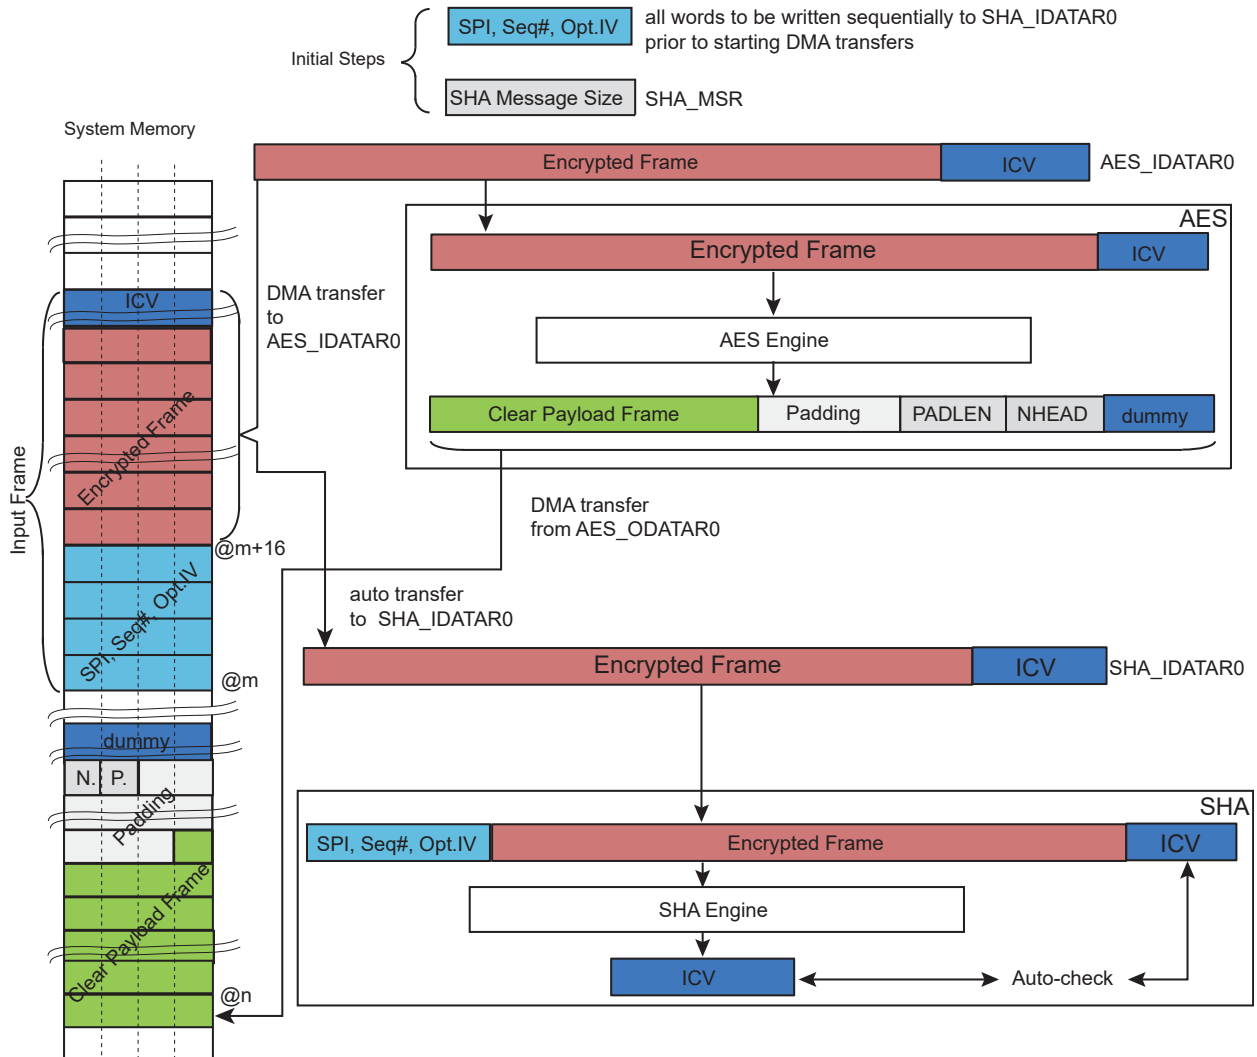 SPI, Seq#, Opt.IV
all words to be written sequentially to SHA_IDATAR0
prior to starting DMA transfers
Initial Steps
SHA Message Size
SHA_MSR
System Memory
Encrypted Frame
ICV
AES_IDATAR0
AES
Encrypted Frame
ICV
ICV
DMA transfer
to
AES_IDATAR0
AES Engine
Clear Payload Frame
Padding
PADLEN
NHEAD
dummy
Input Frame
Encrypted Frame
DMA transfer
from AES_ODATAR0
@m+16
SPI, Seq#, Opt.IV
auto transfer
to SHA_IDATAR0
Encrypted Frame
ICV
SHA_IDATAR0
@m
dummy
N.
P.
Padding
SHA
SPI, Seq#, Opt.IV
Encrypted Frame
ICV
Clear Payload Frame
SHA Engine
ICV
Auto-check
@n